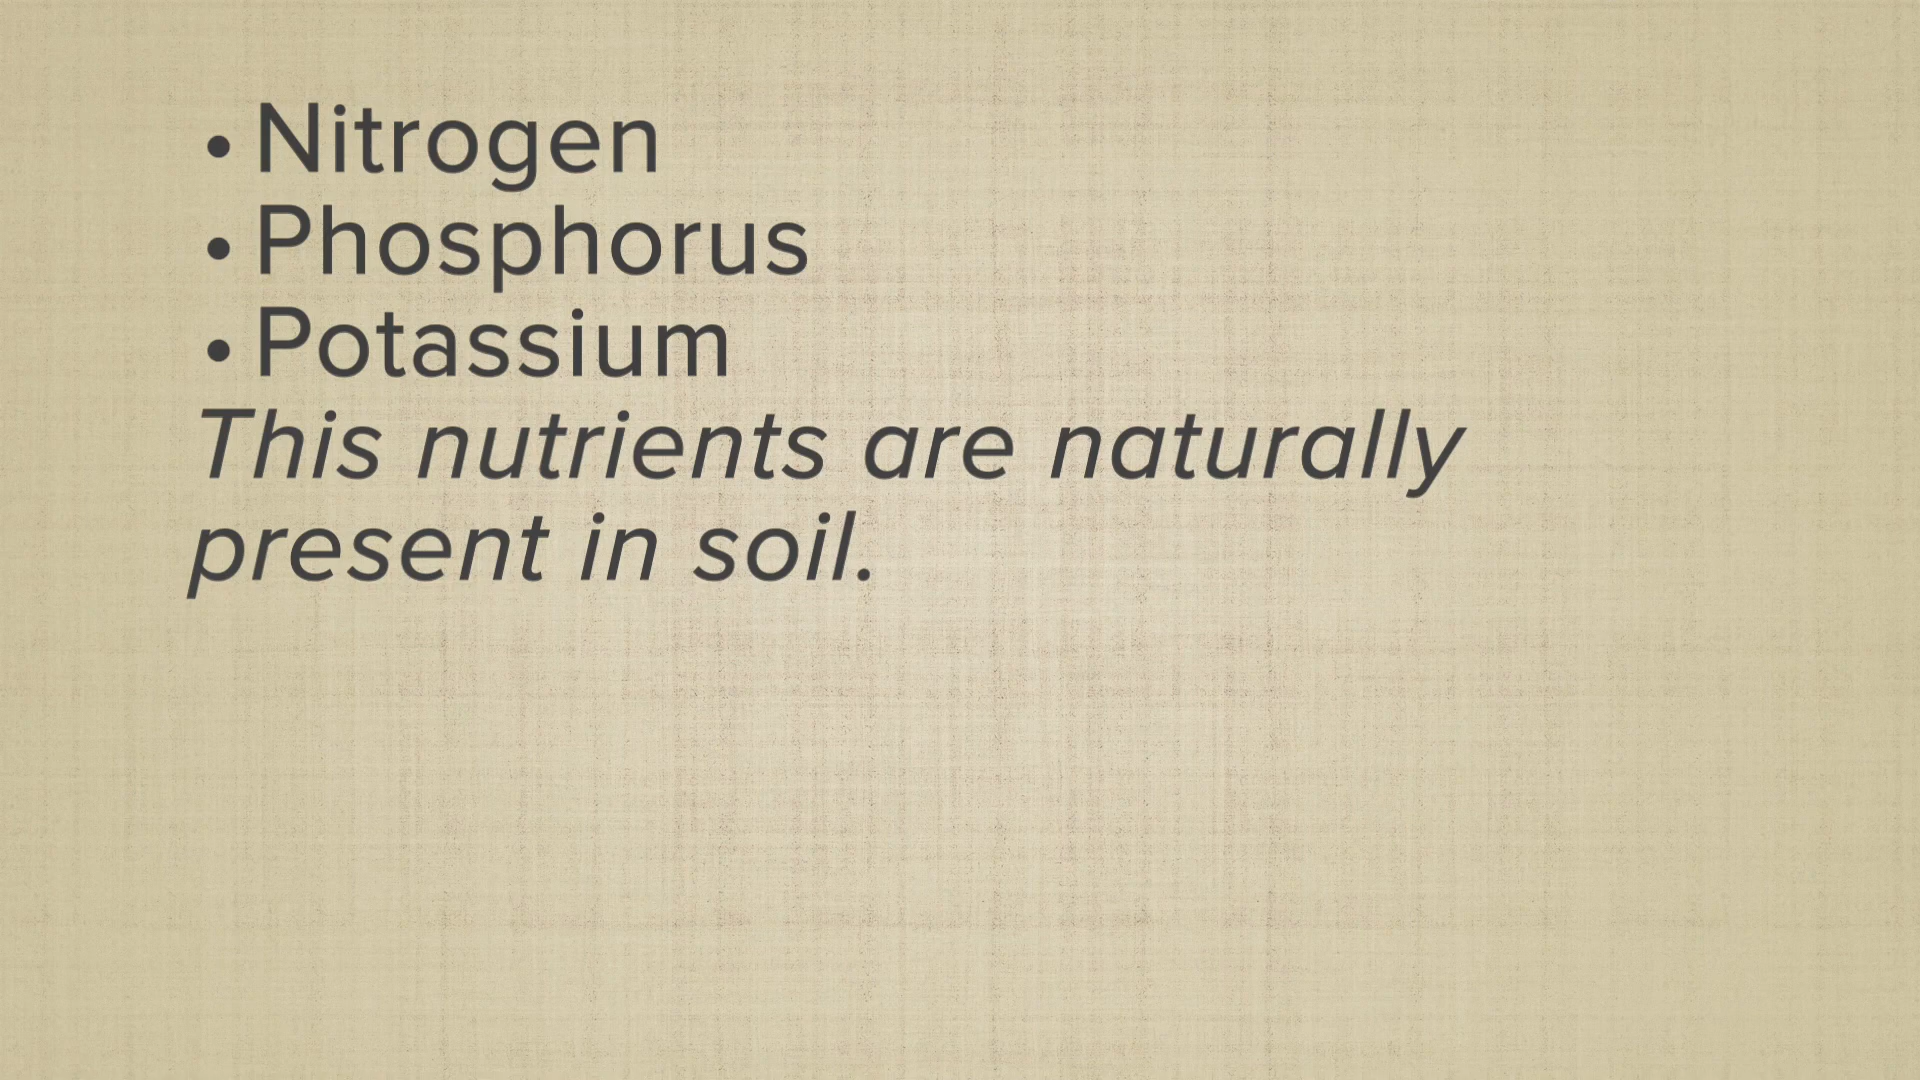 • Nitrogen
• Phosphorus
• Potassium
This nutrients are naturally
present in soil.